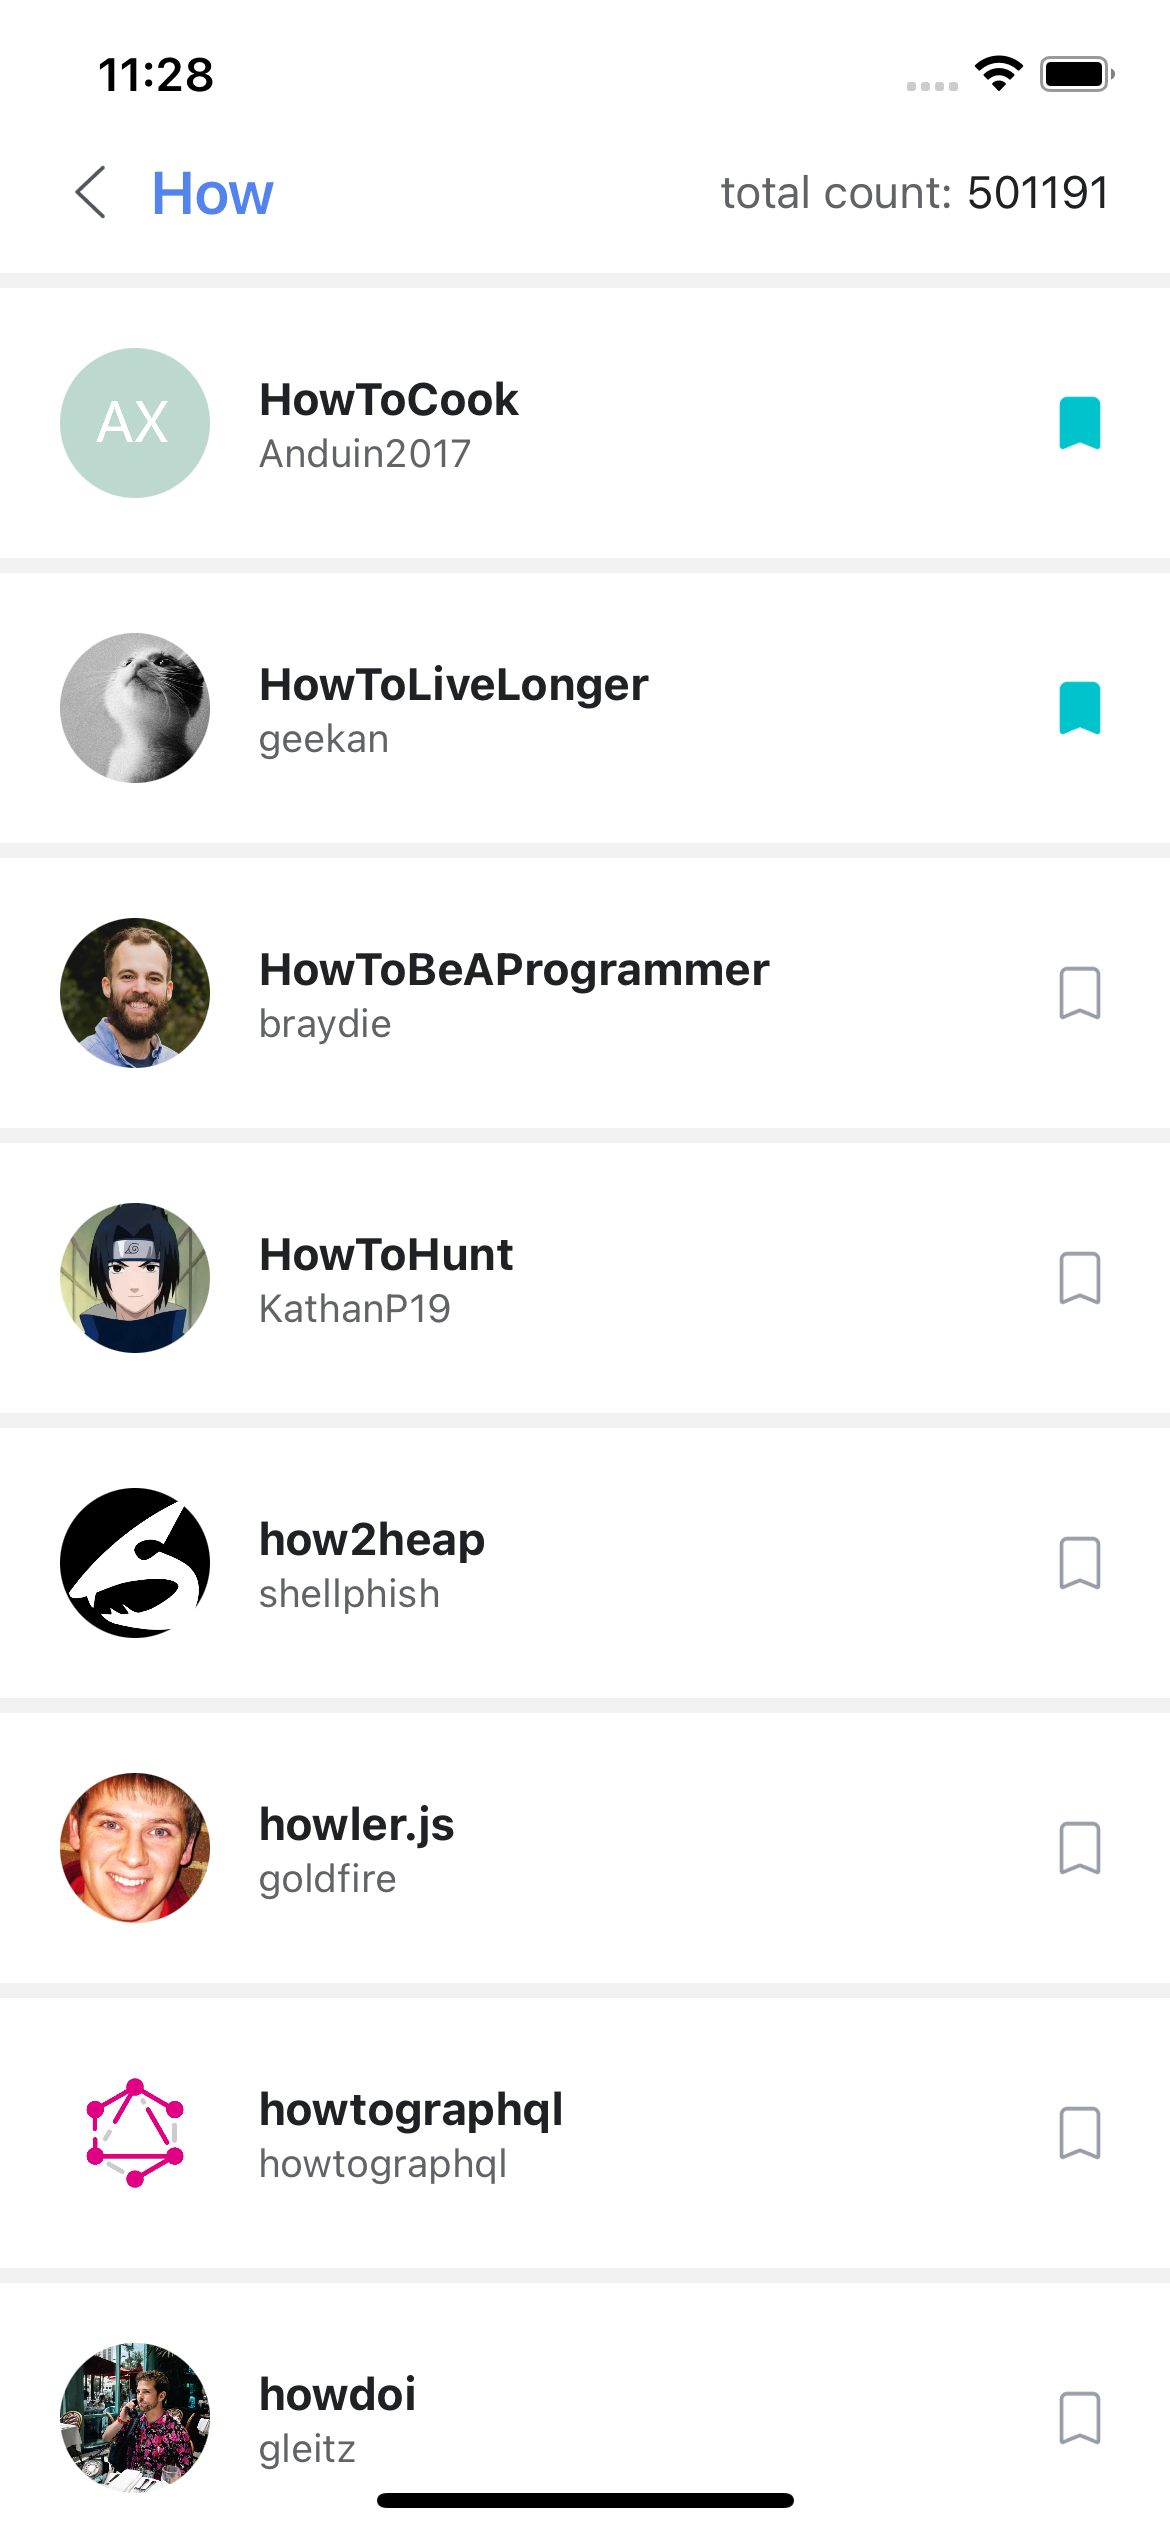 11:28
How
total count: 501191
AX
HowToCook
Anduin2017
HowToLiveLonger
geekan
HowToBeAProgrammer
braydie
HowToHunt
KathanP19
how2heap
shellphish
howler.js
goldfire
howtographql
howtographql
howdoi
gleitz